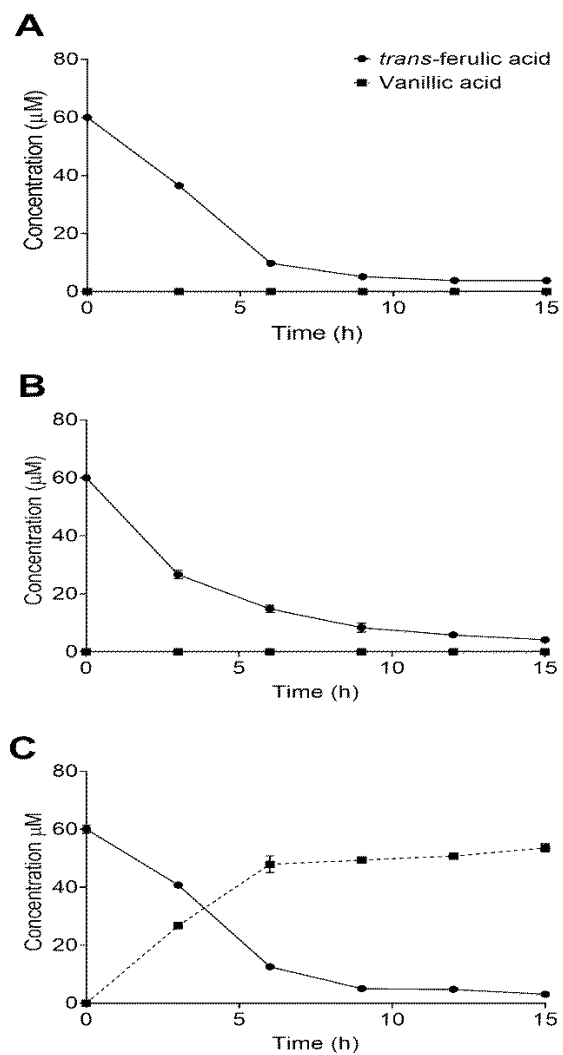 A
trans-ferulic acid
Vanillic acid
Concentration (μM)
80
60
40
20
0
0 5 10 15
Time (h)
B
Concentration (μM)
80
60
40
20
0
0 5 10 15
Time (h)
C
Concentration μM
80
60
40
20
0
0 5 10 15
Time (h)